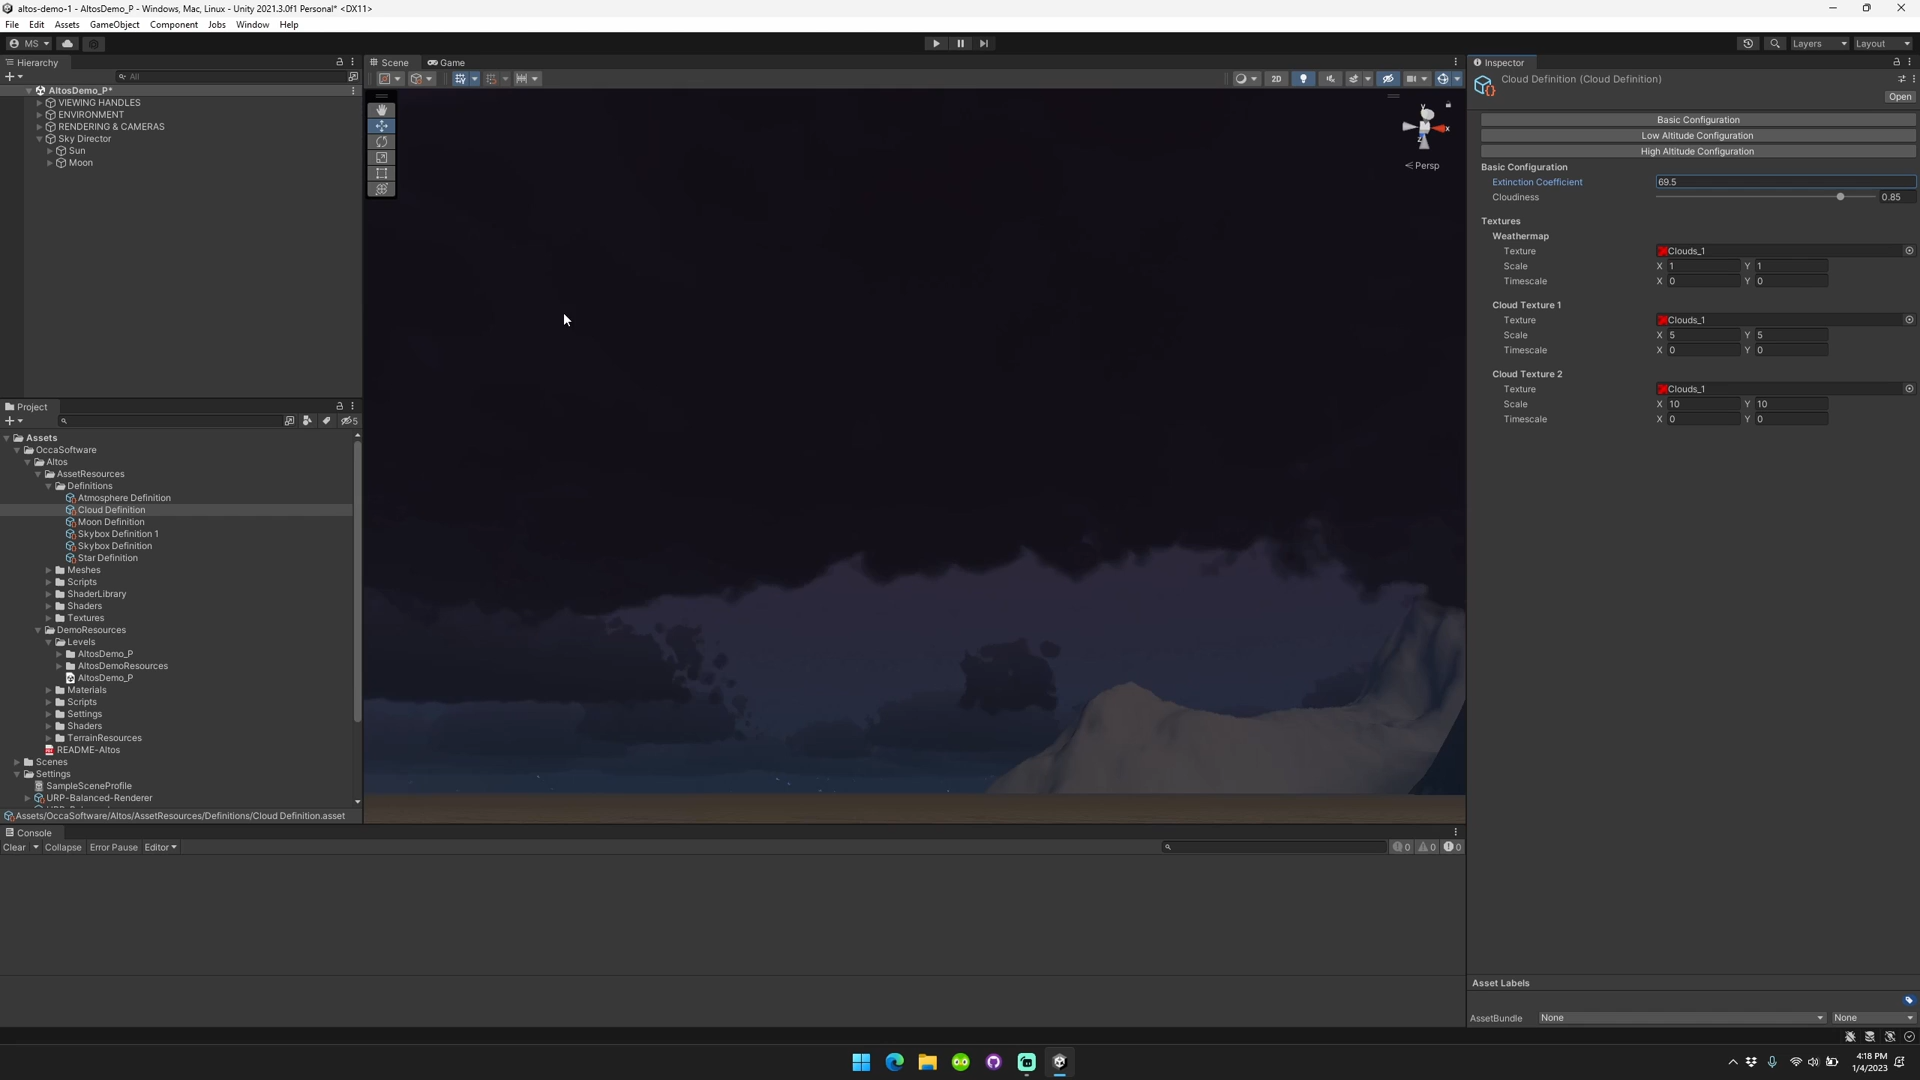 altos-demo-1 - AltosDemo_P - Windows, Mac, Linux - Unity 2021.3.0f1 Personal* <DX11>
File Edit Assets GameObject Component Jobs Window Help
MS
Layers Layout
Hierarchy
All
AltosDemo_P*
VIEWING HANDLES
ENVIRONMENT
RENDERING & CAMERAS
Sky Director
Sun
Moon
Scene Game
2D
y
x
z
< Persp
Project
5
Assets
OccaSoftware
Altos
AssetResources
Definitions
Atmosphere Definition
Cloud Definition
Moon Definition
Skybox Definition 1
Skybox Definition
Star Definition
Meshes
Scripts
ShaderLibrary
Shaders
Textures
DemoResources
Levels
AltosDemo_P
AltosDemoResources
AltosDemo_P
Materials
Scripts
Settings
Shaders
TerrainResources
README-Altos
Scenes
Settings
SampleSceneProfile
URP-Balanced-Renderer
Assets/OccaSoftware/Altos/AssetResources/Definitions/Cloud Definition.asset
Console
Clear Collapse Error Pause Editor
0 0 0
Inspector
Cloud Definition (Cloud Definition)
Open
Basic Configuration
Low Altitude Configuration
High Altitude Configuration
Basic Configuration
Extinction Coefficient 69.5
Cloudiness 0.85
Textures
Weathermap
Texture Clouds_1
Scale X 1 Y 1
Timescale X 0 Y 0
Cloud Texture 1
Texture Clouds_1
Scale X 5 Y 5
Timescale X 0 Y 0
Cloud Texture 2
Texture Clouds_1
Scale X 10 Y 10
Timescale X 0 Y 0
Asset Labels
AssetBundle None None
4:18 PM
1/4/2023